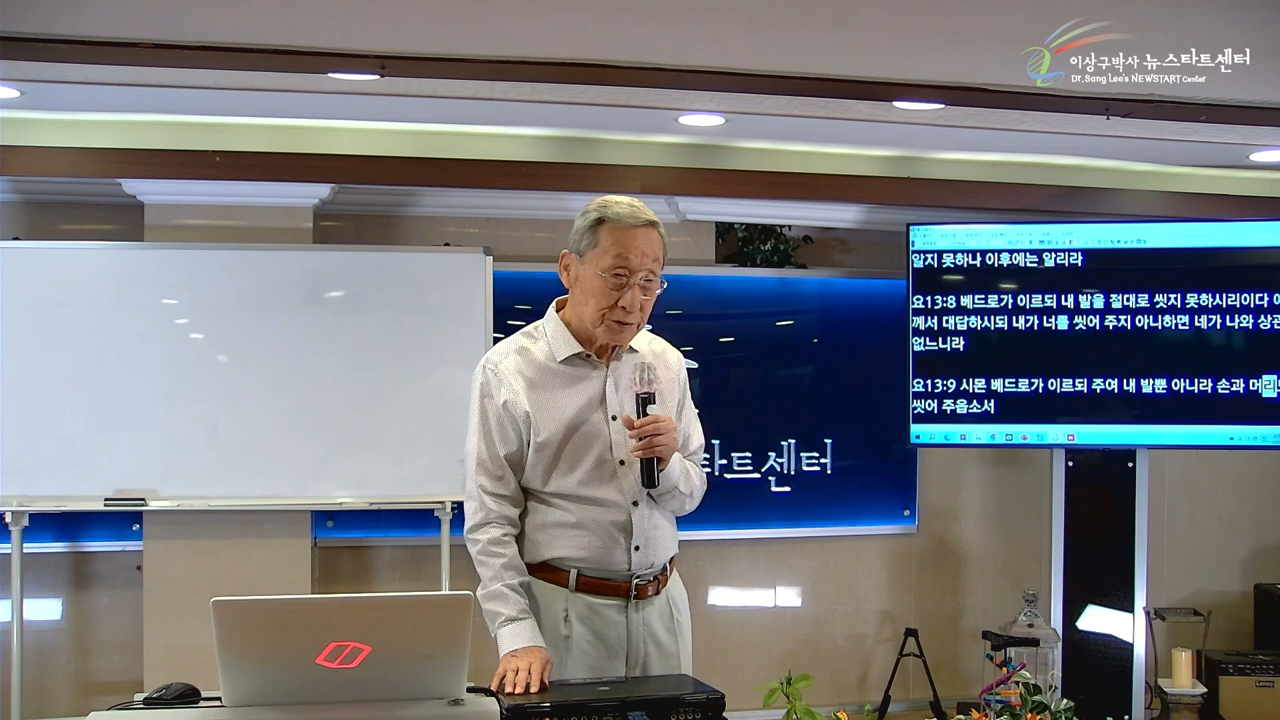 이상구박사 뉴스타트센터
Dr. Sang Lee's NEWSTART Center
알지 못하나 이후에는 알리라
요13:8 베드로가 이르되 내 발을 절대로 씻지 못하시리이다
께서 대답하시되 내가 너를 씻어 주지 아니하면 네가 나와
없느니라
요13:9 시몬 베드로가 이르되 주여 내 발뿐 아니라 손과 머리
씻어 주옵소서
타트센터